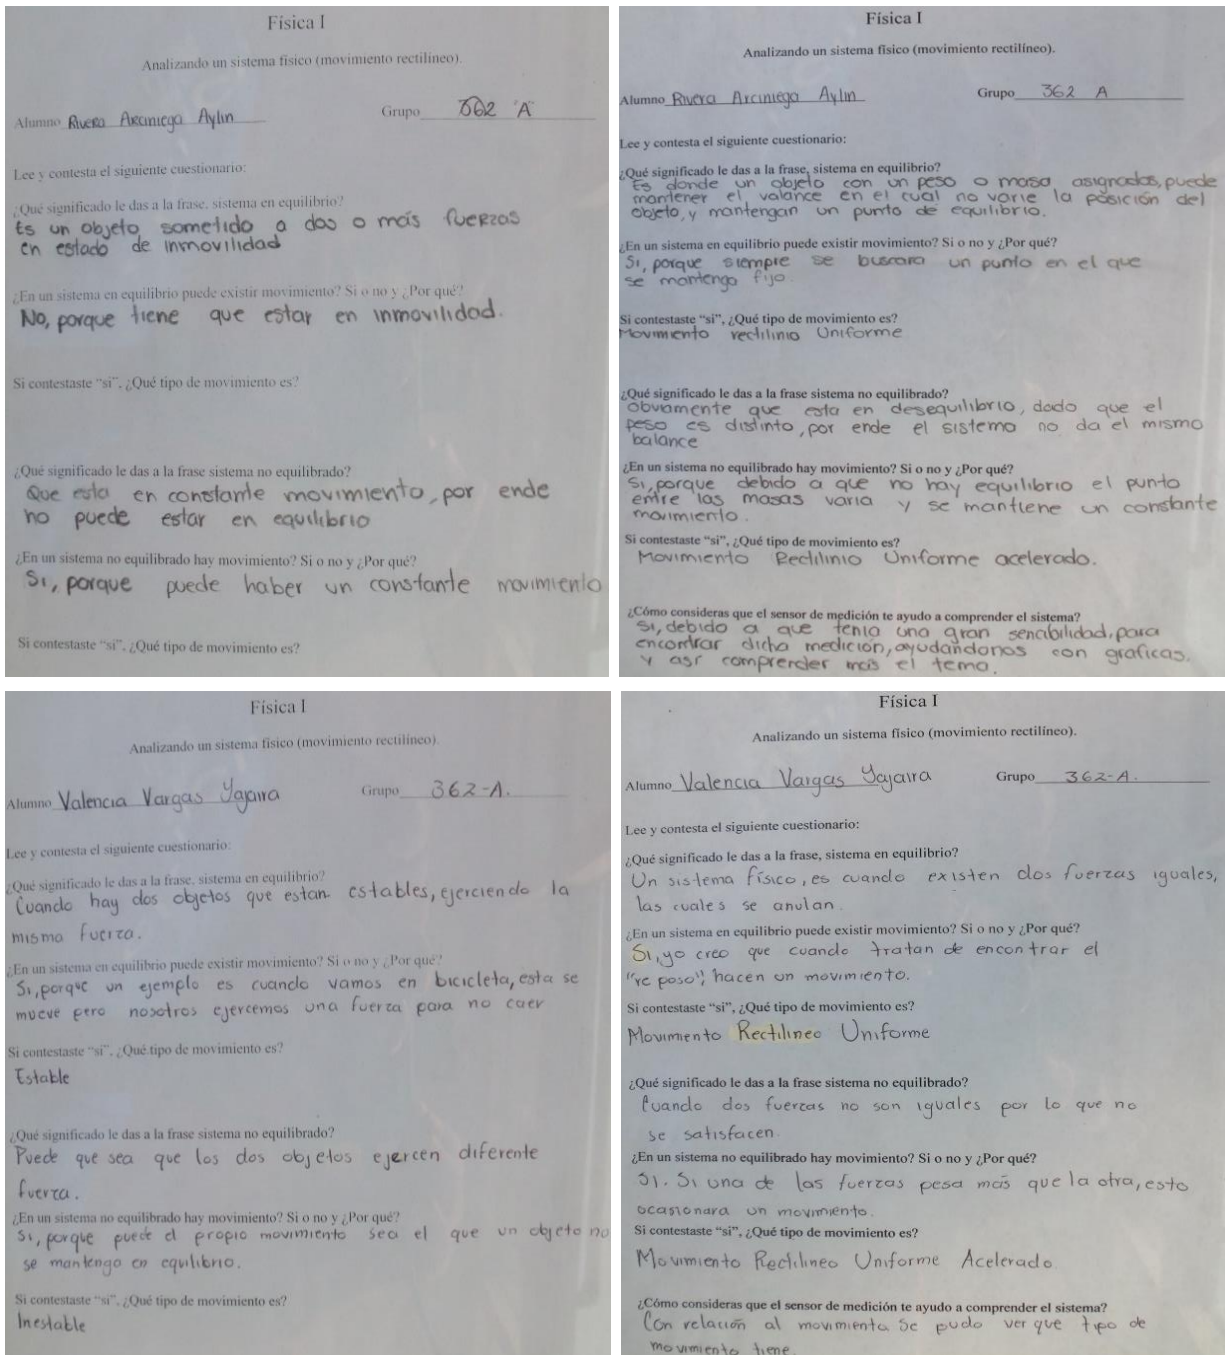 Física I
Analizando un sistema físico (movimiento rectilíneo).
Alumno Rivera Arciniega Aylin Grupo 362 "A"
Lee y contesta el siguiente cuestionario:
¿Qué significado le das a la frase, sistema en equilibrio?
Es un objeto sometido a dos o más fuerzas
en estado de inmovilidad
¿En un sistema en equilibrio puede existir movimiento? Si o no y ¿Por qué?
No, porque tiene que estar en inmovilidad.
Si contestaste "si", ¿Qué tipo de movimiento es?
¿Qué significado le das a la frase sistema no equilibrado?
Que esta en constante movimiento, por ende
no puede estar en equilibrio
¿En un sistema no equilibrado hay movimiento? Si o no y ¿Por qué?
Si, porque puede haber un constante movimiento
Si contestaste "si", ¿Qué tipo de movimiento es?
Física I
Analizando un sistema físico (movimiento rectilíneo).
Alumno Rivera Arciniega Aylin Grupo 362 A
Lee y contesta el siguiente cuestionario:
¿Qué significado le das a la frase, sistema en equilibrio?
Es donde un objeto con un peso o masa asignados, puede
mantener el valance en el cual no varie la posición del
objeto, y mantengan un punto de equilibrio.
¿En un sistema en equilibrio puede existir movimiento? Si o no y ¿Por qué?
Si, porque siempre se buscara un punto en el que
se mantenga fijo.
Si contestaste "si", ¿Qué tipo de movimiento es?
Movimiento rectilinio Uniforme
¿Qué significado le das a la frase sistema no equilibrado?
Obviamente que esta en desequilibrio, dado que el
peso es distinto, por ende el sistema no da el mismo
balance
¿En un sistema no equilibrado hay movimiento? Si o no y ¿Por qué?
Si, porque debido a que no hay equilibrio el punto
entre las masas varia y se mantiene un constante
movimiento.
Si contestaste "si", ¿Qué tipo de movimiento es?
Movimiento Rectilinio Uniforme acelerado.
¿Cómo consideras que el sensor de medición te ayudo a comprender el sistema?
Si, debido a que tenia una gran sencibilidad, para
encontrar dicha medición, ayudandonos con graficas.
y asi comprender más el tema.
Física I
Analizando un sistema físico (movimiento rectilíneo).
Alumno Valencia Vargas Yajaira Grupo 362-A.
Lee y contesta el siguiente cuestionario:
¿Qué significado le das a la frase, sistema en equilibrio?
Cuando hay dos objetos que estan estables, ejerciendo la
misma fuerza.
¿En un sistema en equilibrio puede existir movimiento? Si o no y ¿Por qué?
Si, porque un ejemplo es cuando vamos en bicicleta, esta se
mueve pero nosotros ejercemos una fuerza para no caer
Si contestaste "si", ¿Qué tipo de movimiento es?
Estable
¿Qué significado le das a la frase sistema no equilibrado?
Puede que sea que los dos objetos ejercen diferente
fuerza.
¿En un sistema no equilibrado hay movimiento? Si o no y ¿Por qué?
Si, porque puede el propio movimiento sea el que un objeto no
se mantenga en equilibrio.
Si contestaste "si", ¿Qué tipo de movimiento es?
Inestable
Física I
Analizando un sistema físico (movimiento rectilíneo).
Alumno Valencia Vargas Yajaira Grupo 362-A.
Lee y contesta el siguiente cuestionario:
¿Qué significado le das a la frase, sistema en equilibrio?
Un sistema físico, es cuando existen dos fuerzas iguales,
las cuales se anulan.
¿En un sistema en equilibrio puede existir movimiento? Si o no y ¿Por qué?
Si, yo creo que cuando tratan de encontrar el
"reposo", hacen un movimiento.
Si contestaste "si", ¿Qué tipo de movimiento es?
Movimiento Rectilineo Uniforme
¿Qué significado le das a la frase sistema no equilibrado?
Cuando dos fuerzas no son iguales por lo que no
se satisfacen.
¿En un sistema no equilibrado hay movimiento? Si o no y ¿Por qué?
Si. Si una de las fuerzas pesa más que la otra, esto
ocasionara un movimiento.
Si contestaste "si", ¿Qué tipo de movimiento es?
Movimiento Rectilineo Uniforme Acelerado.
¿Cómo consideras que el sensor de medición te ayudo a comprender el sistema?
Con relación al movimiento se pudo ver que tipo de
movimiento tiene.